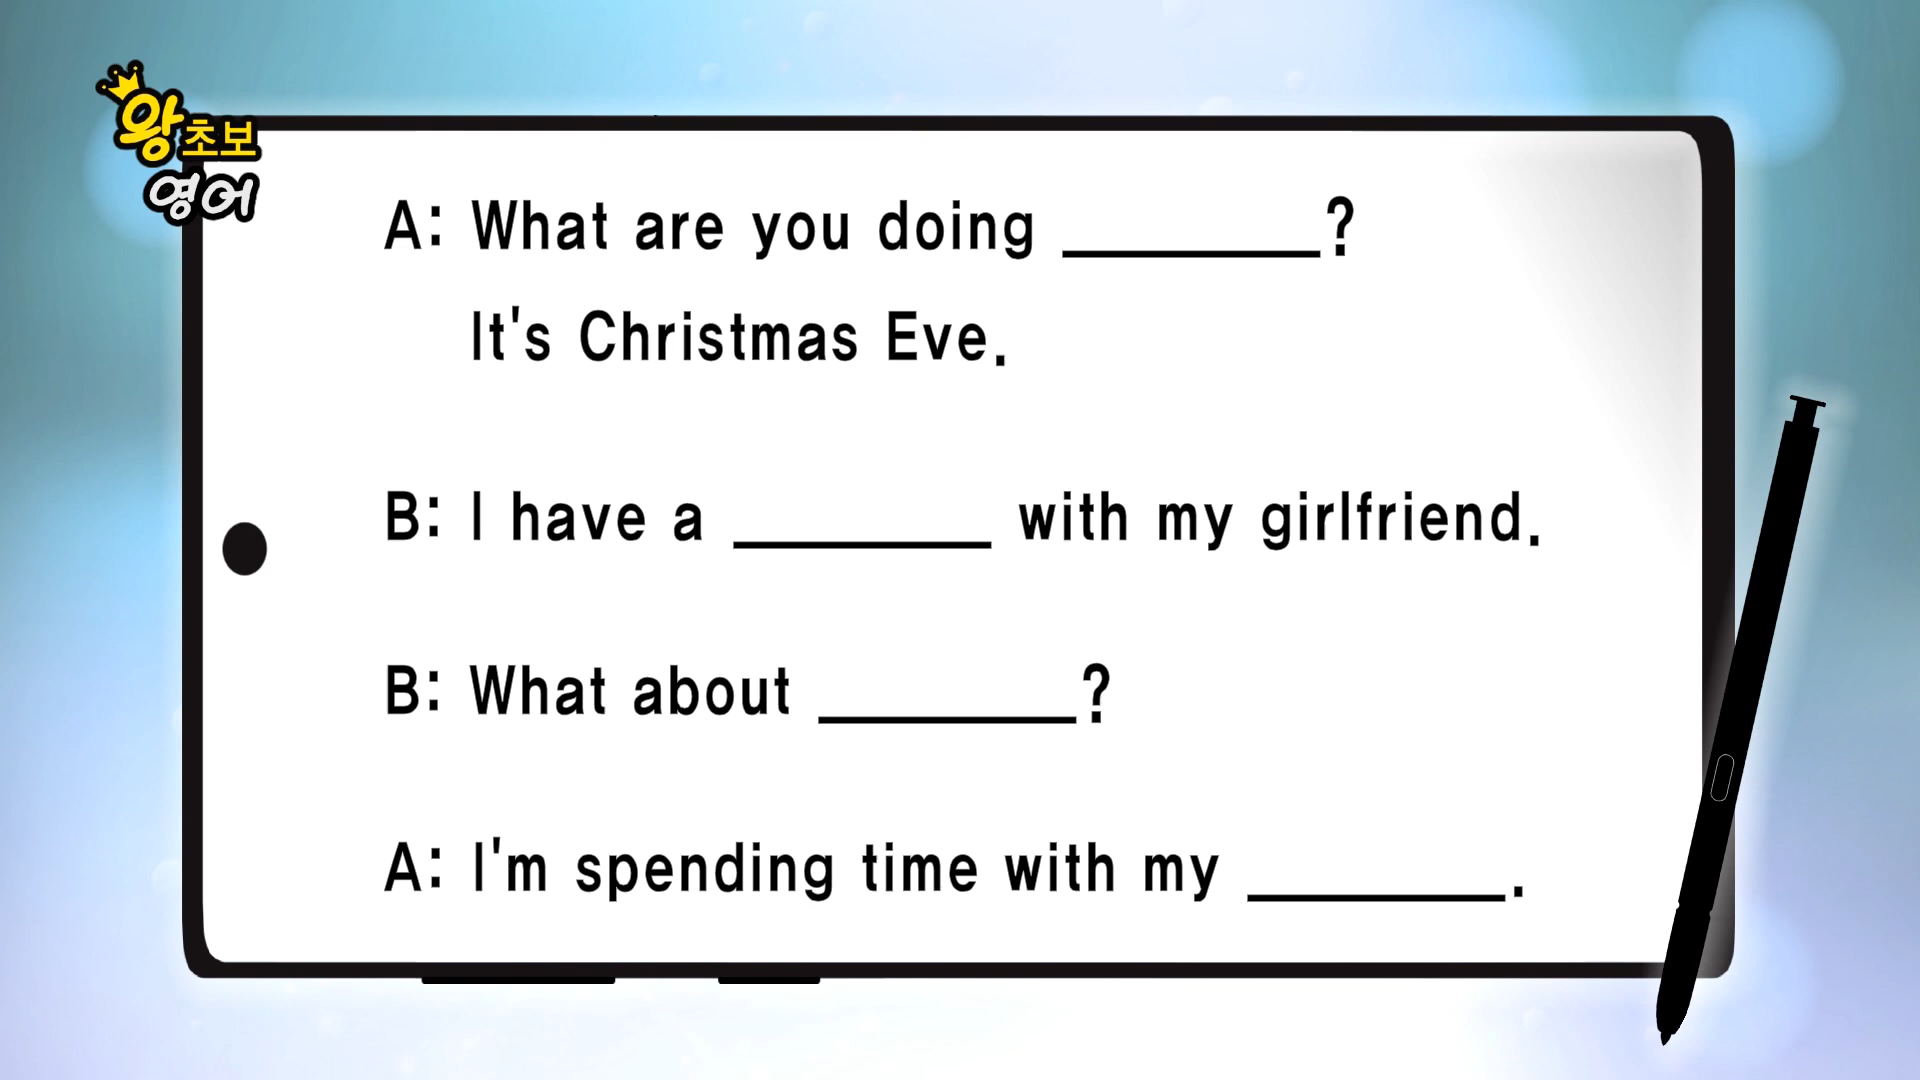 왕초보
영어
A: What are you doing ________?
It's Christmas Eve.
B: I have a ________ with my girlfriend.
B: What about ________?
A: I'm spending time with my ________.